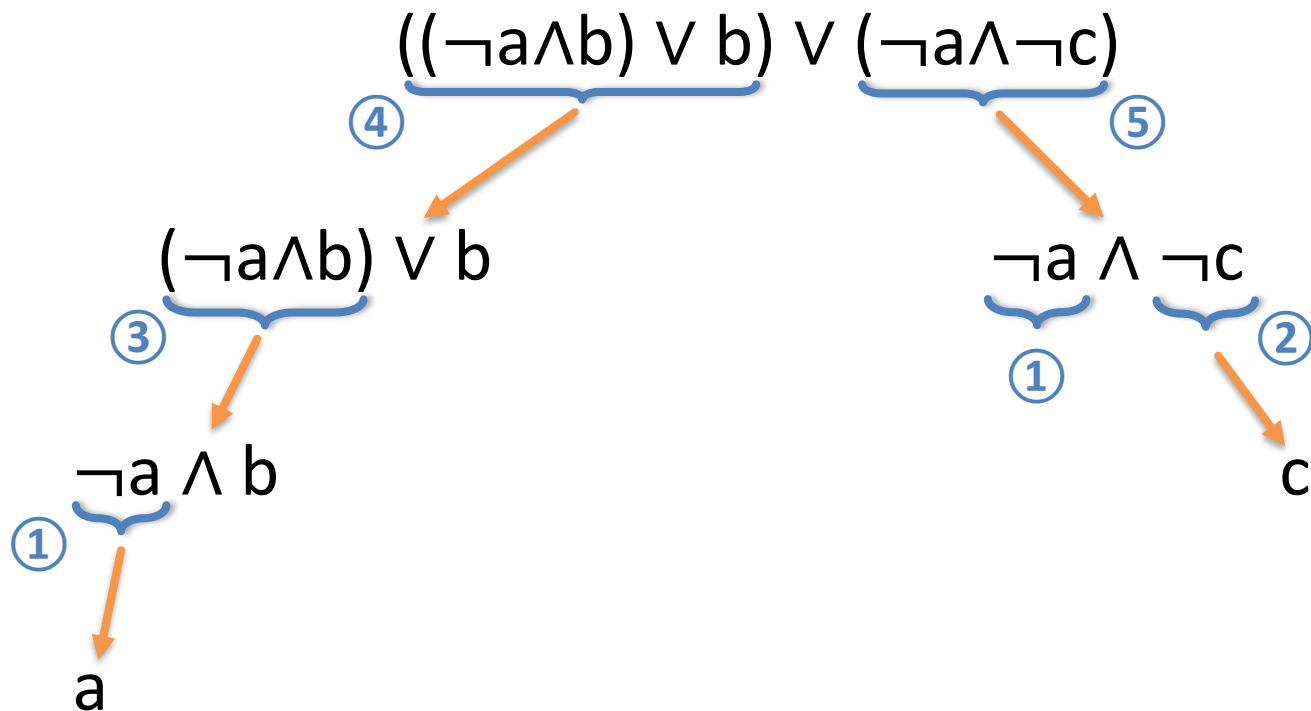 ((¬a∧b) ∨ b) ∨ (¬a∧¬c)
④ ⑤
(¬a∧b) ∨ b ¬a ∧ ¬c
③ ① ②
¬a ∧ b c
①
a